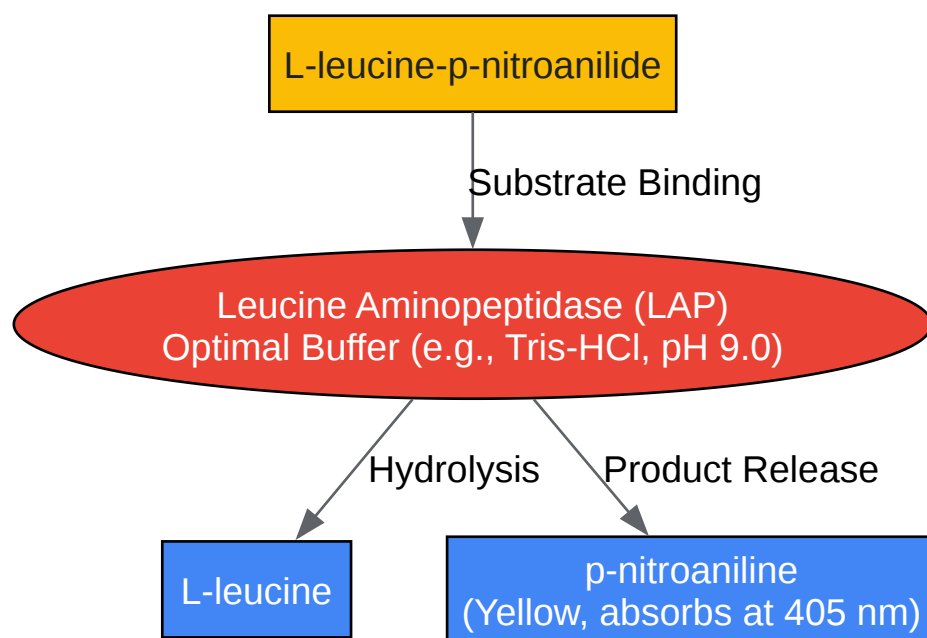 L-leucine-p-nitroanilide
Substrate Binding
Leucine Aminopeptidase (LAP)
Optimal Buffer (e.g., Tris-HCl, pH 9.0)
Hydrolysis
Product Release
L-leucine
p-nitroaniline
(Yellow, absorbs at 405 nm)